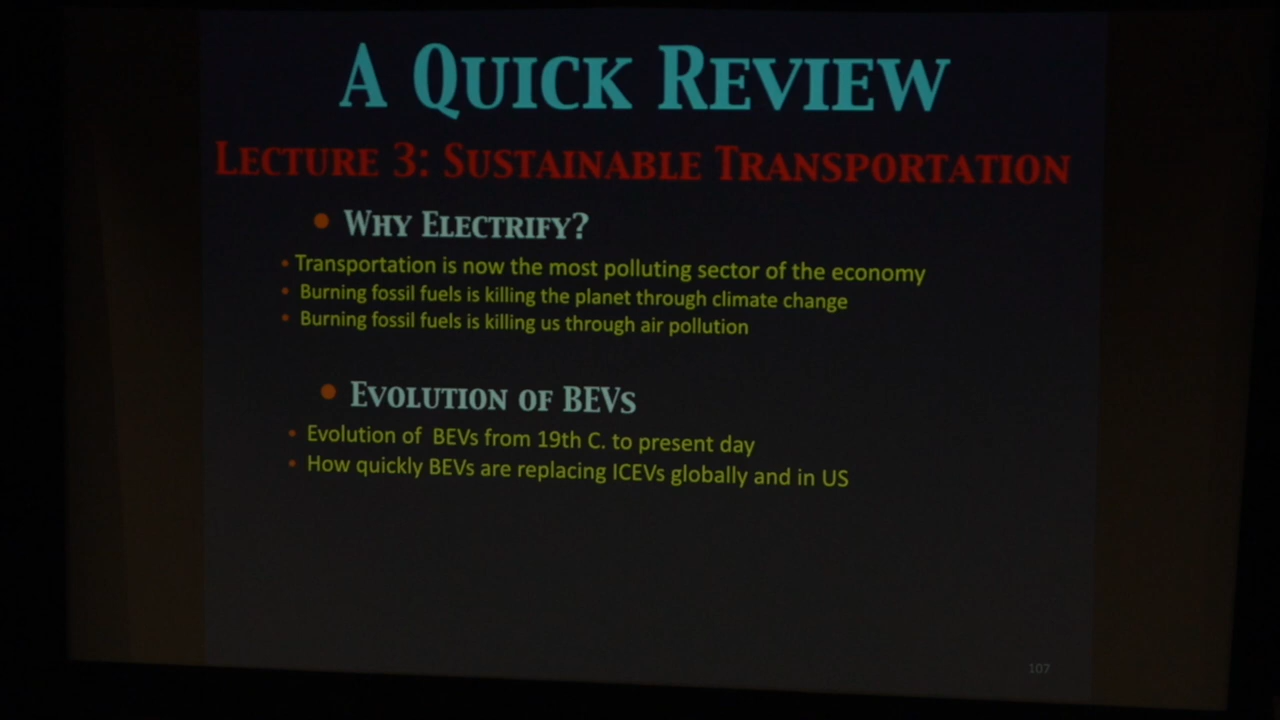 A Quick Review
Lecture 3: Sustainable Transportation
Why Electrify?
Transportation is now the most polluting sector of the economy
Burning fossil fuels is killing the planet through climate change
Burning fossil fuels is killing us through air pollution
Evolution of BEVs
Evolution of BEVs from 19th C. to present day
How quickly BEVs are replacing ICEVs globally and in US
107